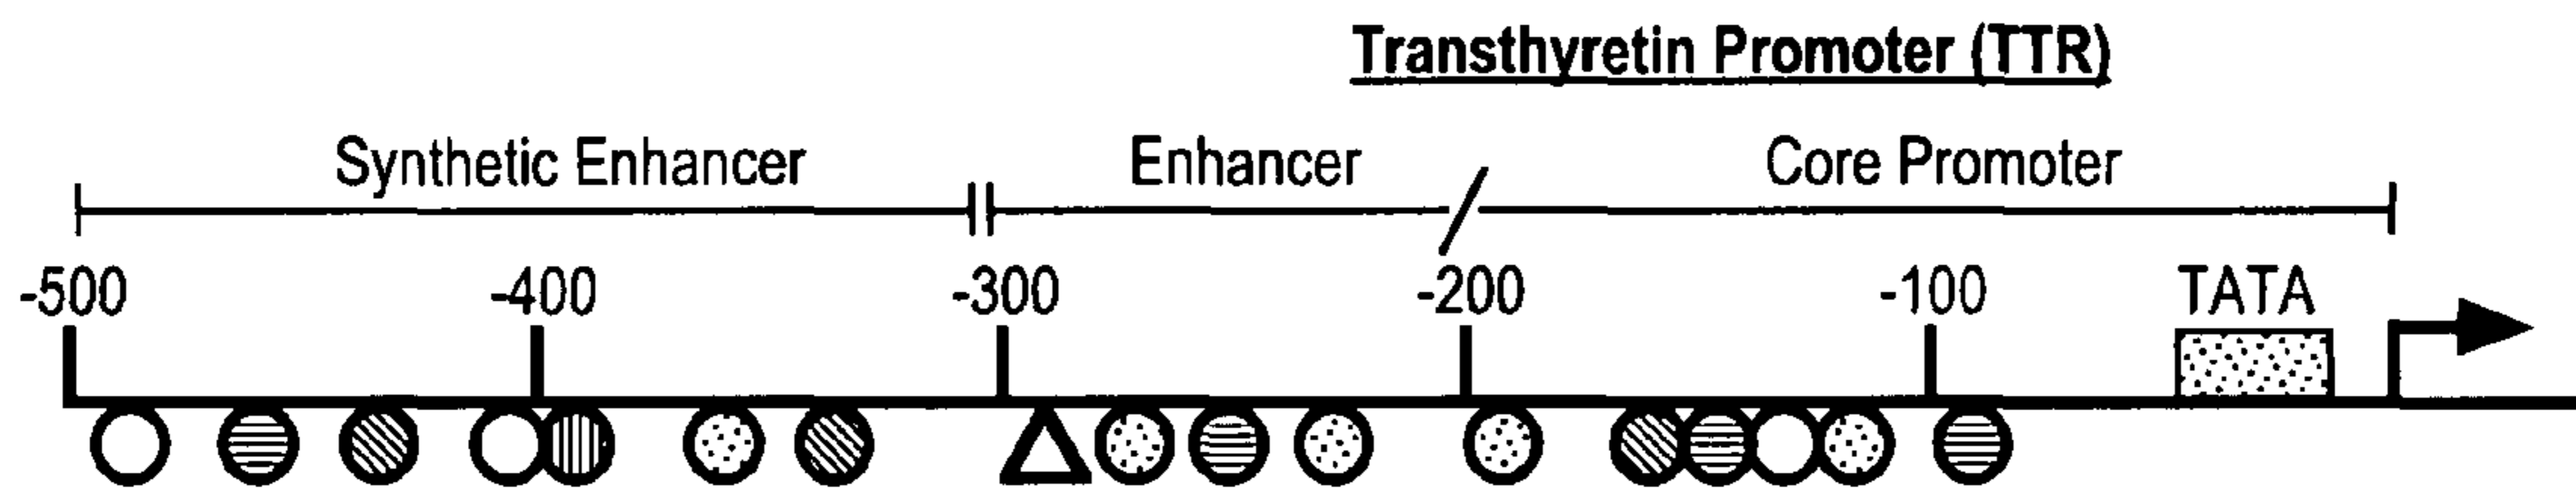 Transthyretin Promoter (TTR)
Synthetic Enhancer Enhancer Core Promoter
-500 -400 -300 -200 -100 TATA